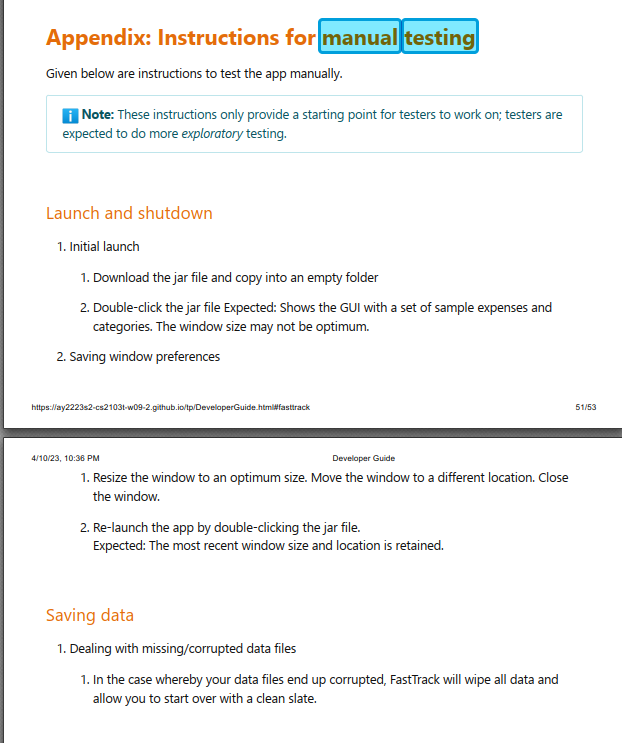 Appendix: Instructions for manual testing
Given below are instructions to test the app manually.
Note: These instructions only provide a starting point for testers to work on; testers are
expected to do more exploratory testing.
Launch and shutdown
1. Initial launch
1. Download the jar file and copy into an empty folder
2. Double-click the jar file Expected: Shows the GUI with a set of sample expenses and
categories. The window size may not be optimum.
2. Saving window preferences
https://ay2223s2-cs2103t-w09-2.github.io/tp/DeveloperGuide.html#fasttrack 51/53
4/10/23, 10:36 PM Developer Guide
1. Resize the window to an optimum size. Move the window to a different location. Close
the window.
2. Re-launch the app by double-clicking the jar file.
Expected: The most recent window size and location is retained.
Saving data
1. Dealing with missing/corrupted data files
1. In the case whereby your data files end up corrupted, FastTrack will wipe all data and
allow you to start over with a clean slate.